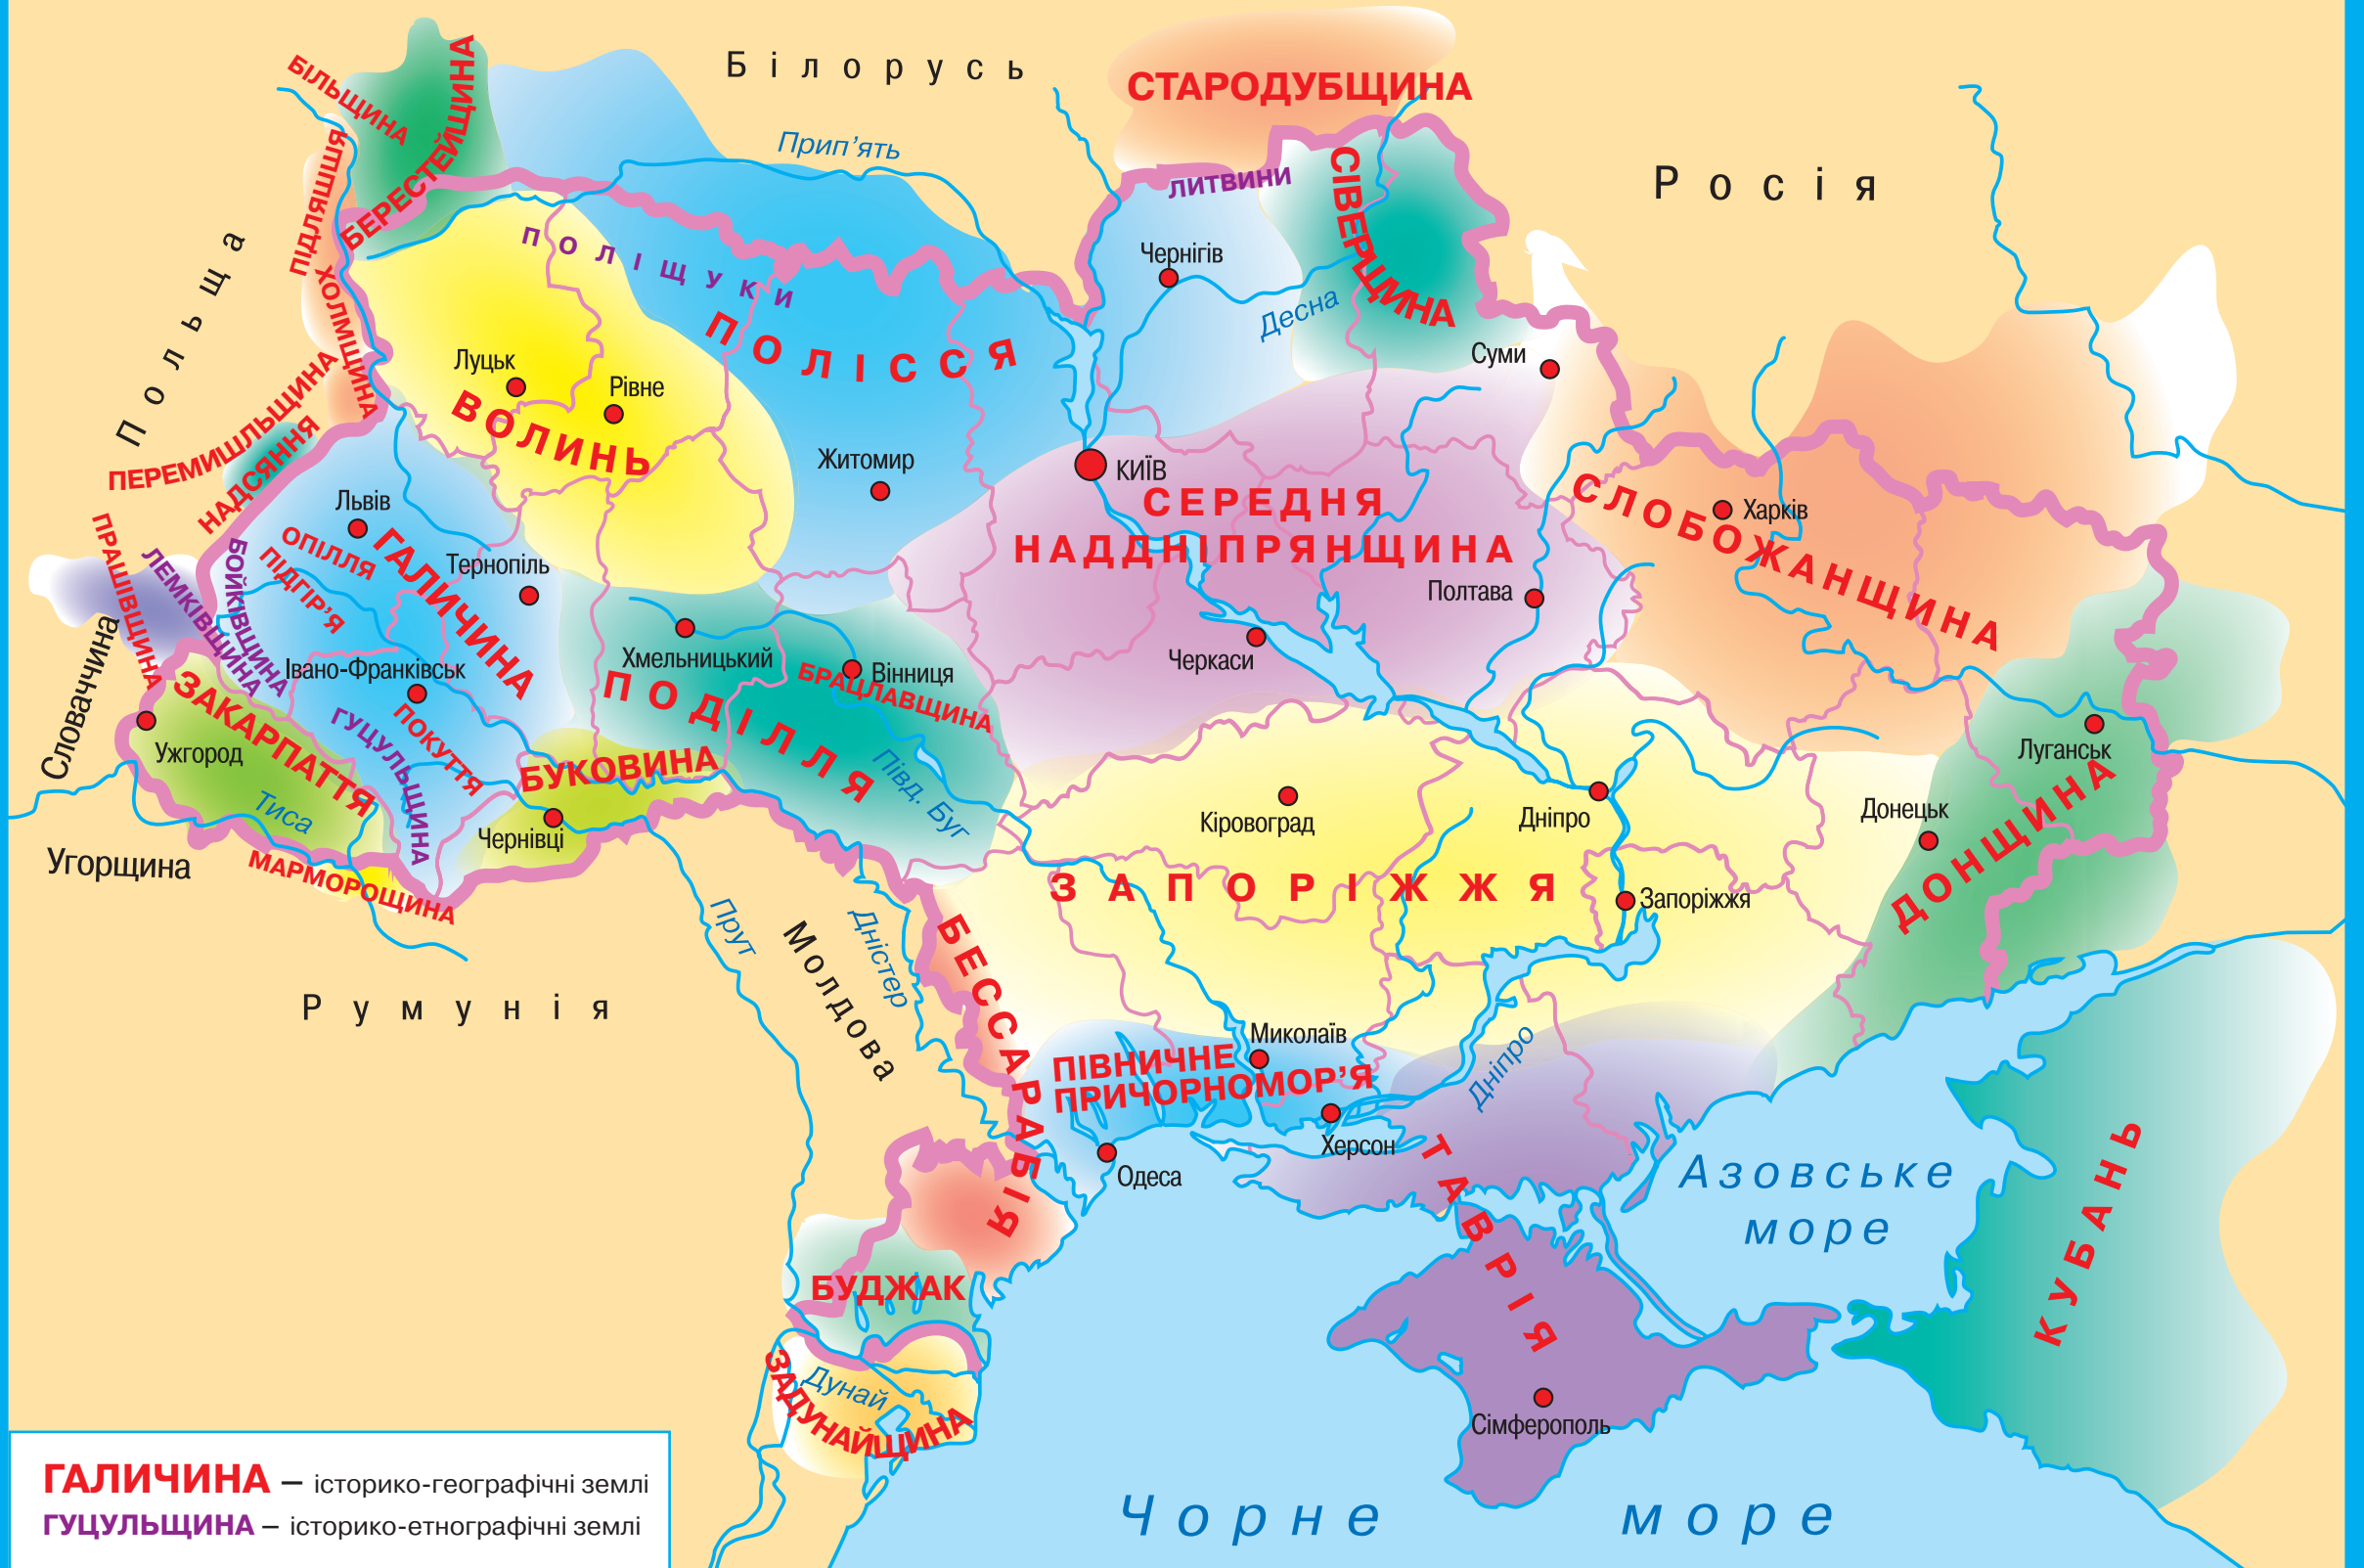 Білорусь
СТАРОДУБЩИНА
БІЛЬЩИНА
БЕРЕСТЕЙЩИНА
Прип’ять
Росія
ПІДЛЯШШЯ
ЛИТВИНИ
СІВЕРЩИНА
Польща
ПОЛІЩУКИ
Чернігів
Десна
ХОЛМЩИНА
ПОЛІССЯ
Суми
Луцьк
Рівне
ВОЛИНЬ
ПЕРЕМИШЛЬЩИНА
НАДСЯННЯ
Житомир
КИЇВ
СЕРЕДНЯ
НАДДНІПРЯНЩИНА
Харків
СЛОБОЖАНЩИНА
Львів
ОПІЛЛЯ
ПІДГІР’Я
ГАЛИЧИНА
Тернопіль
ПРАШІВЩИНА
ЛЕМКІВЩИНА
БОЙКІВЩИНА
Полтава
Черкаси
Словаччина
Івано-Франківськ
Хмельницький
Вінниця
БРАЦЛАВЩИНА
ПОДІЛЛЯ
ЗАКАРПАТТЯ
Ужгород
ГУЦУЛЬЩИНА
ПОКУТТЯ
БУКОВИНА
Півд. Буг
Луганськ
Тиса
Чернівці
Кіровоград
Дніпро
Донецьк
ДОНЩИНА
Угорщина
МАРМОРОЩИНА
ЗАПОРІЖЖЯ
Запоріжжя
Прут
Молдова
Дністер
БЕССАРАБІЯ
Румунія
Миколаїв
ПІВНІЧНЕ
ПРИЧОРНОМОР’Я
Дніпро
Херсон
Одеса
ТАВРІЯ
Азовське
море
КУБАНЬ
БУДЖАК
Дунай
ЗАДУНАЙЩИНА
Сімферополь
Чорне море
ГАЛИЧИНА – історико-географічні землі
ГУЦУЛЬЩИНА – історико-етнографічні землі